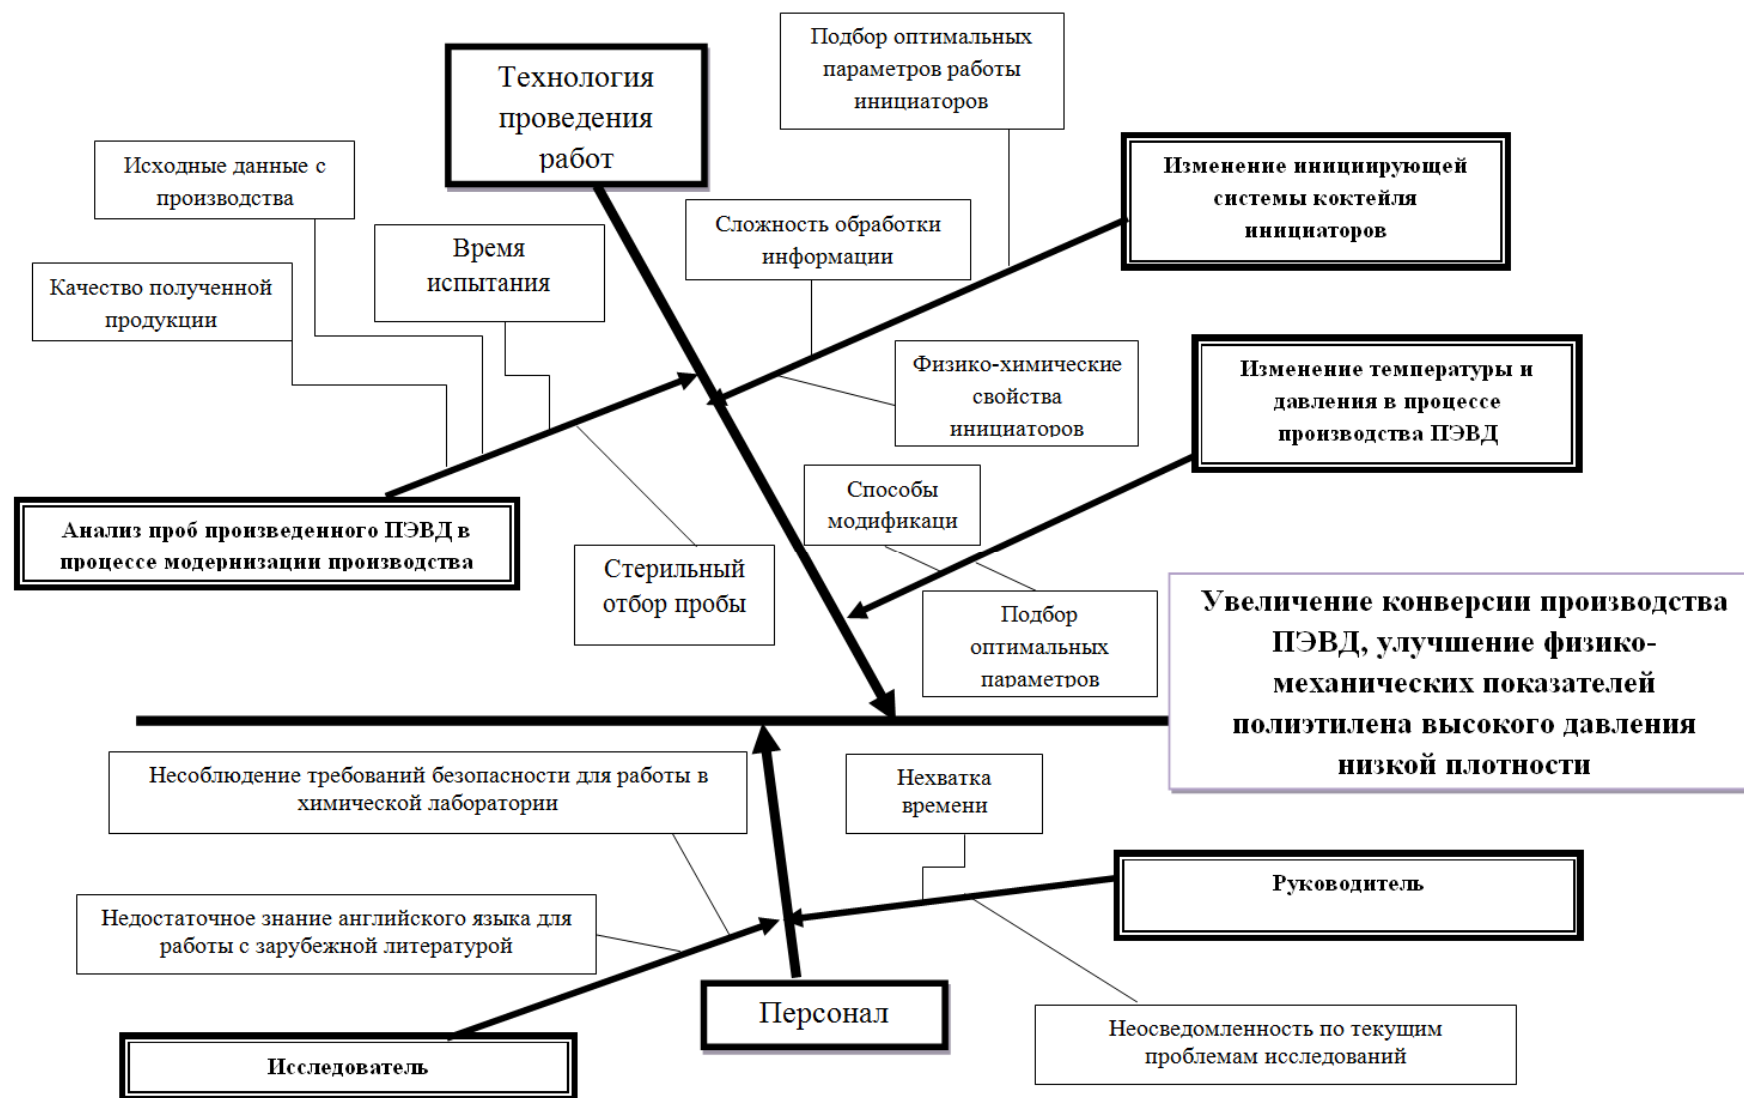 Подбор оптимальных
параметров работы
инициаторов
Технология
проведения
работ
Исходные данные с
производства
Изменение инициирующей
системы коктейля
инициаторов
Сложность обработки
информации
Время
испытания
Качество полученной
продукции
Физико-химические
свойства
инициаторов
Изменение температуры и
давления в процессе
производства ПЭВД
Способы
модификаци
Анализ проб произведенного ПЭВД в
процессе модернизации производства
Стерильный
отбор пробы
Подбор
оптимальных
параметров
Увеличение конверсии производства
ПЭВД, улучшение физико-
механических показателей
полиэтилена высокого давления
низкой плотности
Несоблюдение требований безопасности для работы в
химической лаборатории
Нехватка
времени
Руководитель
Недостаточное знание английского языка для
работы с зарубежной литературой
Персонал
Неосведомленность по текущим
проблемам исследований
Исследователь